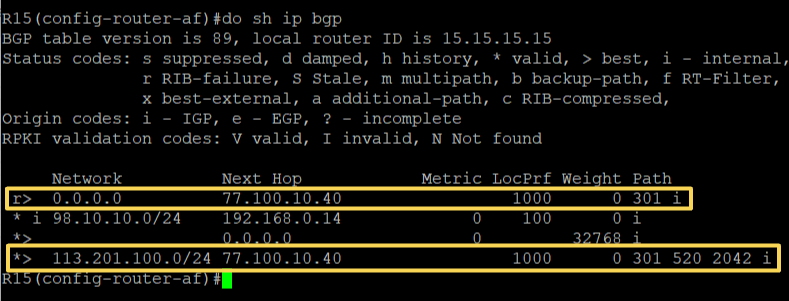 R15(config-router-af)#do sh ip bgp
BGP table version is 89, local router ID is 15.15.15.15
Status codes: s suppressed, d damped, h history, * valid, > best, i - internal,
              r RIB-failure, S Stale, m multipath, b backup-path, f RT-Filter,
              x best-external, a additional-path, c RIB-compressed,
Origin codes: i - IGP, e - EGP, ? - incomplete
RPKI validation codes: V valid, I invalid, N Not found
     Network          Next Hop            Metric LocPrf Weight Path
 r>  0.0.0.0          77.100.10.40                1000      0 301 i
 * i 98.10.10.0/24    192.168.0.14             0    100      0 i
 *>                   0.0.0.0                  0         32768 i
 *>  113.201.100.0/24 77.100.10.40                1000      0 301 520 2042 i
R15(config-router-af)#